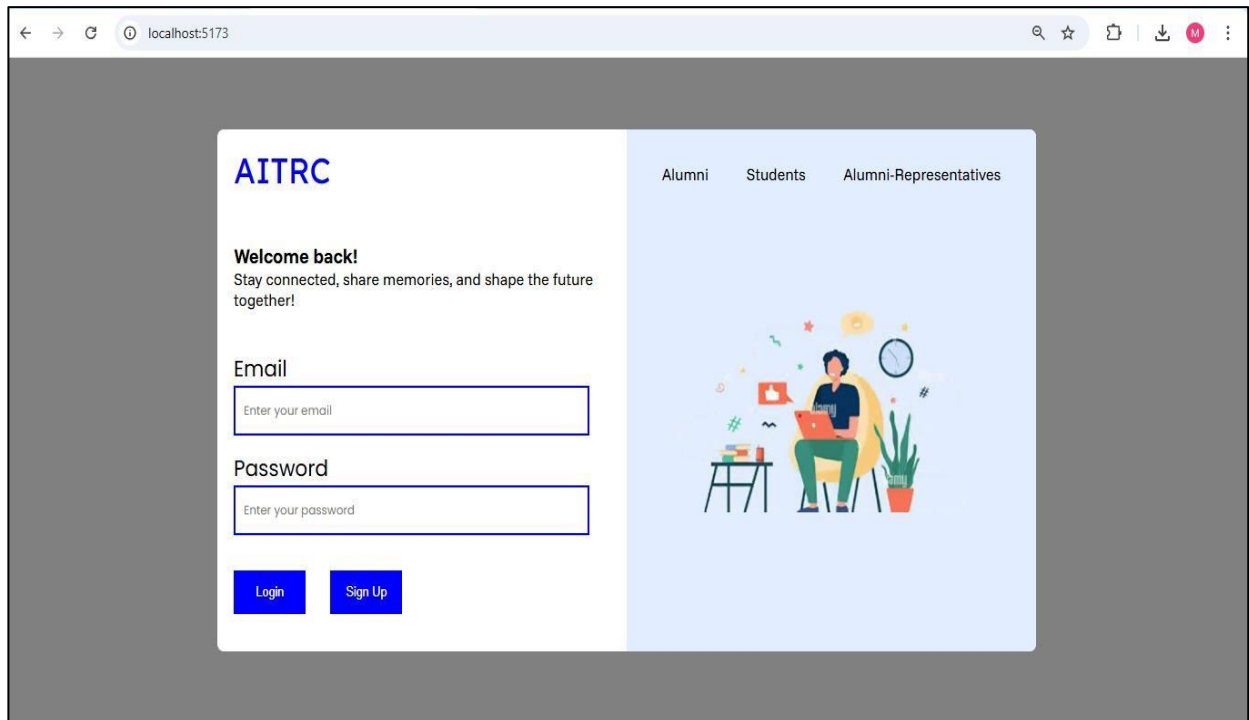 localhost:5173
M
AITRC
Alumni Students Alumni-Representatives
Welcome back!
Stay connected, share memories, and shape the future
together!
Email
Enter your email
Password
Enter your password
Login Sign Up
#
#